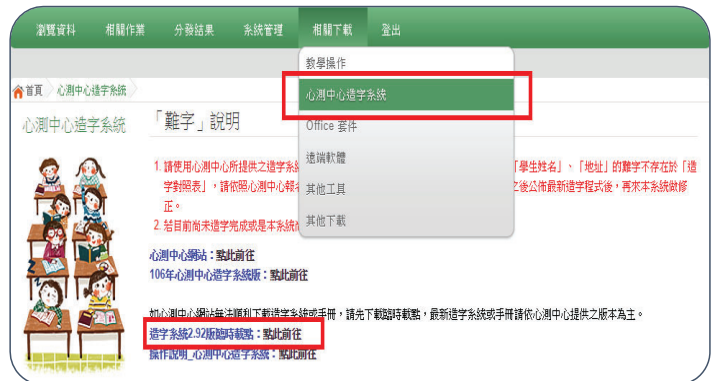 瀏覽資料 相關作業 分發結果 系統管理 相關下載 登出
教學操作
心測中心造字系統
Office 套件
遠端軟體
其他工具
其他下載
首頁 心測中心造字系統
心測中心造字系統
「難字」說明
1. 請使用心測中心所提供之造字系 「學生姓名」、「地址」的難字不存在於「造
字對照表」，請依照心測中心報 之後公佈最新造字程式後，再來本系統做修
正。
2. 若目前尚未造字完成或是本系統
心測中心網站：點此前往
106年心測中心造字系統版：點此前往
如心測中心網站無法順利下載造字系統或手冊，請先下載臨時載點，最新造字系統或手冊請依心測中心提供之版本為主。
造字系統2.92版臨時載點：點此前往
操作說明_心測中心造字系統：點此前往